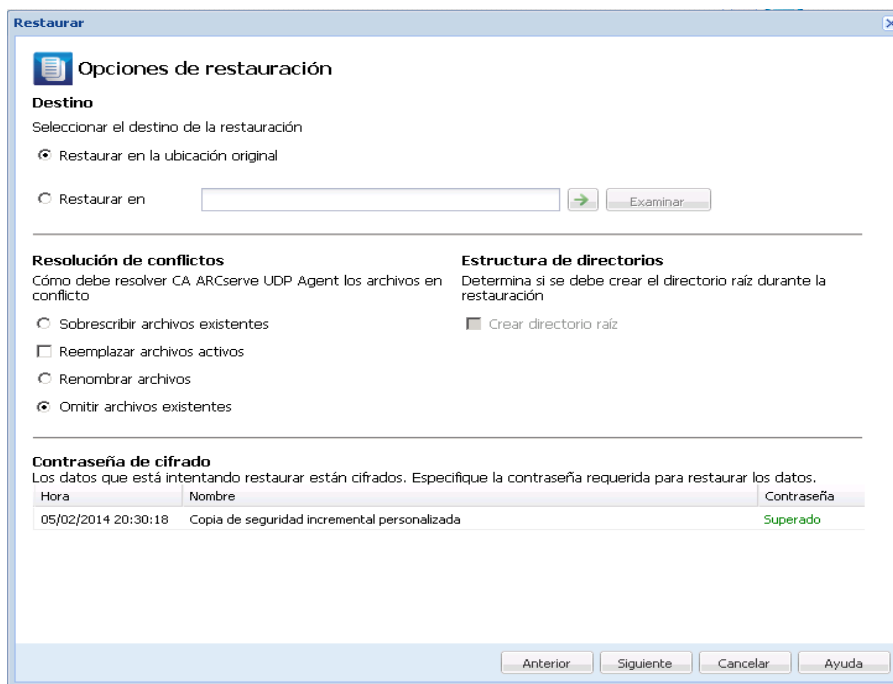 Restaurar
Opciones de restauración
Destino
Seleccionar el destino de la restauración
Restaurar en la ubicación original
Restaurar en
Examinar
Resolución de conflictos
Cómo debe resolver CA ARCserve UDP Agent los archivos en
conflicto
Sobrescribir archivos existentes
Reemplazar archivos activos
Renombrar archivos
Omitir archivos existentes
Estructura de directorios
Determina si se debe crear el directorio raíz durante la
restauración
Crear directorio raíz
Contraseña de cifrado
Los datos que está intentando restaurar están cifrados. Especifique la contraseña requerida para restaurar los datos.
Hora Nombre Contraseña
05/02/2014 20:30:18 Copia de seguridad incremental personalizada Superado
Anterior Siguiente Cancelar Ayuda